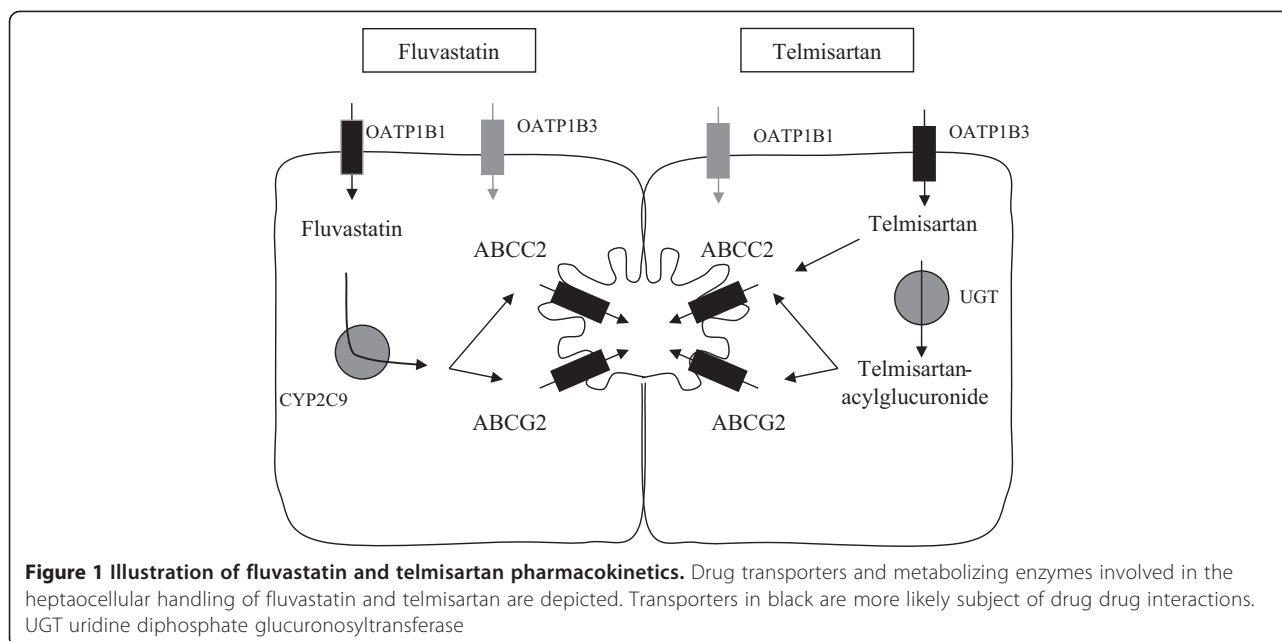 Fluvastatin
Telmisartan
OATP1B1
OATP1B3
OATP1B1
OATP1B3
Fluvastatin
Telmisartan
ABCC2
ABCC2
UGT
CYP2C9
Telmisartan-
acylglucuronide
ABCG2
ABCG2
Figure 1 Illustration of fluvastatin and telmisartan pharmacokinetics. Drug transporters and metabolizing enzymes involved in the
heptaocellular handling of fluvastatin and telmisartan are depicted. Transporters in black are more likely subject of drug drug interactions.
UGT uridine diphosphate glucuronosyltransferase